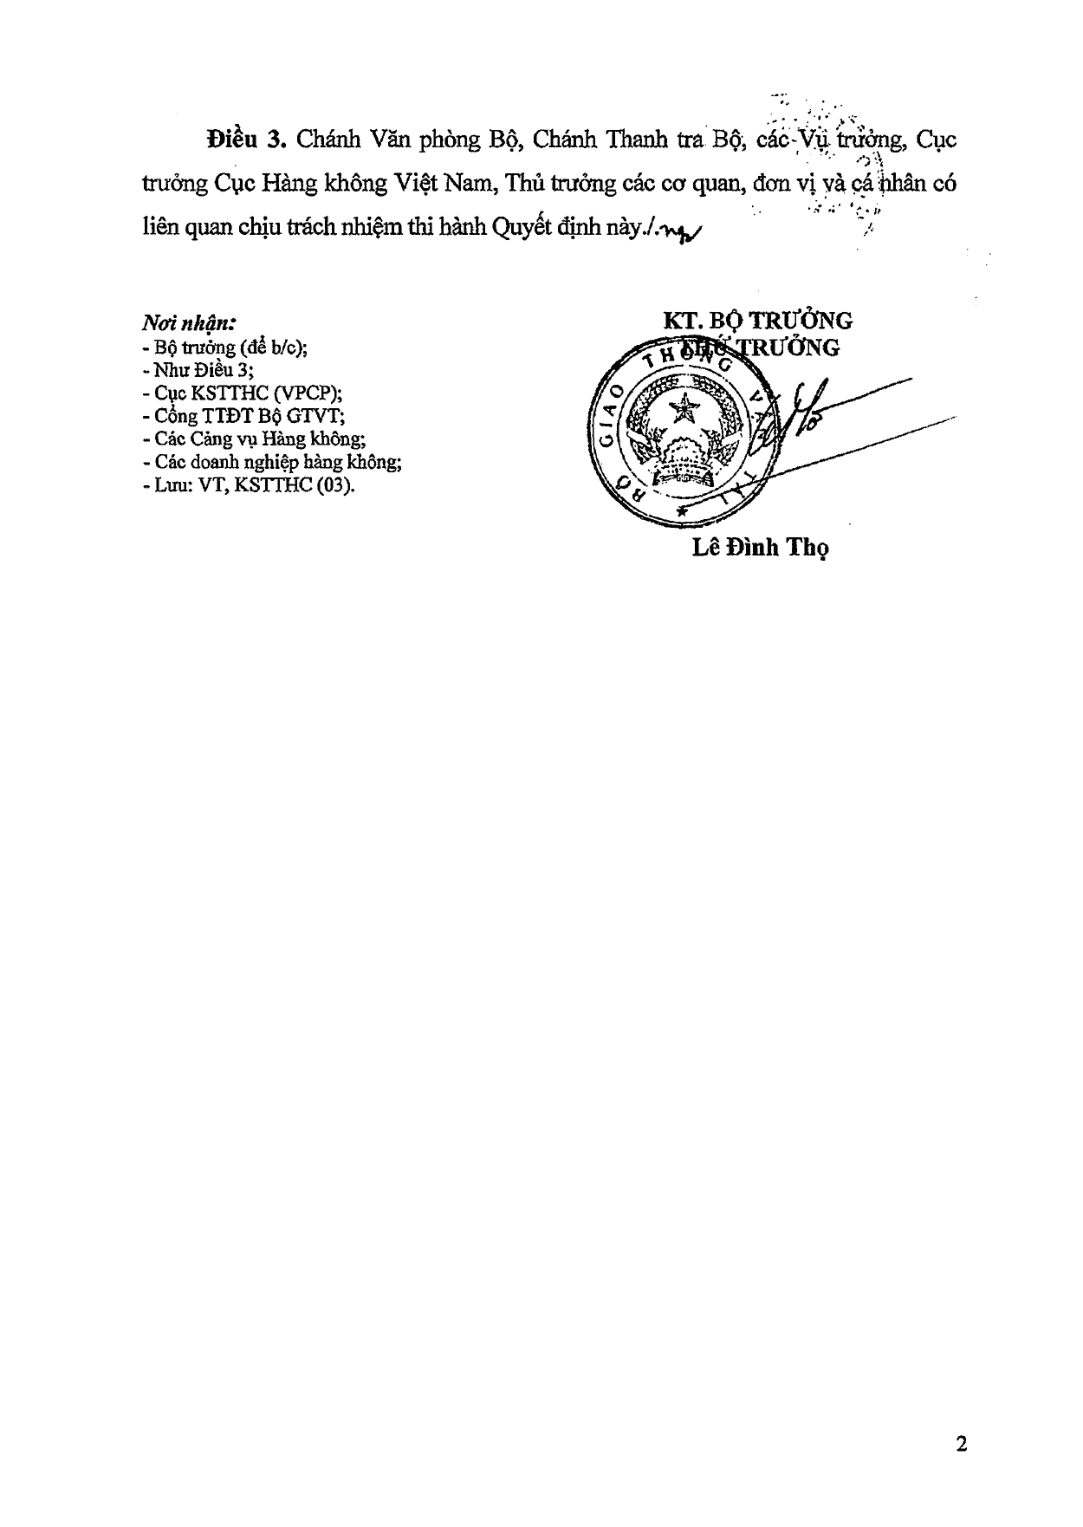 Điều 3. Chánh Văn phòng Bộ, Chánh Thanh tra Bộ, các Vụ trưởng, Cục
trưởng Cục Hàng không Việt Nam, Thủ trưởng các cơ quan, đơn vị và cá nhân có
liên quan chịu trách nhiệm thi hành Quyết định này./.
Nơi nhận:
- Bộ trưởng (để b/c);
- Như Điều 3;
- Cục KSTTHC (VPCP);
- Cổng TTĐT Bộ GTVT;
- Các Cảng vụ Hàng không;
- Các doanh nghiệp hàng không;
- Lưu: VT, KSTTHC (03).
KT. BỘ TRƯỞNG
THỨ TRƯỞNG
BỘ GIAO THÔNG VẬN TẢI
Lê Đình Thọ
2